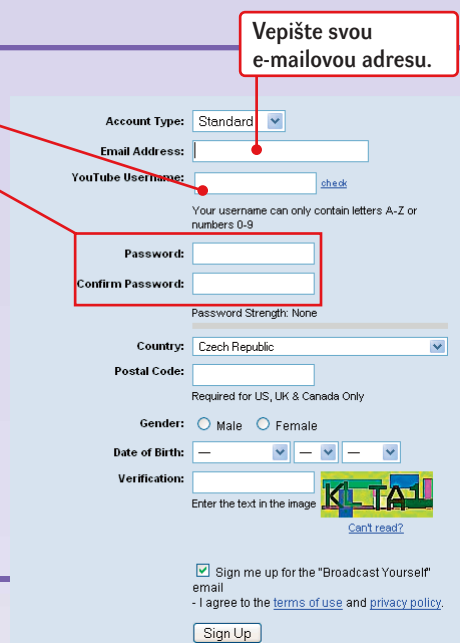 Vepište svou
e-mailovou adresu.
Account Type: Standard
Email Address:
YouTube Username: check
Your username can only contain letters A-Z or
numbers 0-9
Password:
Confirm Password:
Password Strength: None
Country: Czech Republic
Postal Code:
Required for US, UK & Canada Only
Gender: Male Female
Date of Birth: — — —
Verification:
Enter the text in the image
Can't read?
Sign me up for the "Broadcast Yourself"
email
- I agree to the terms of use and privacy policy.
Sign Up